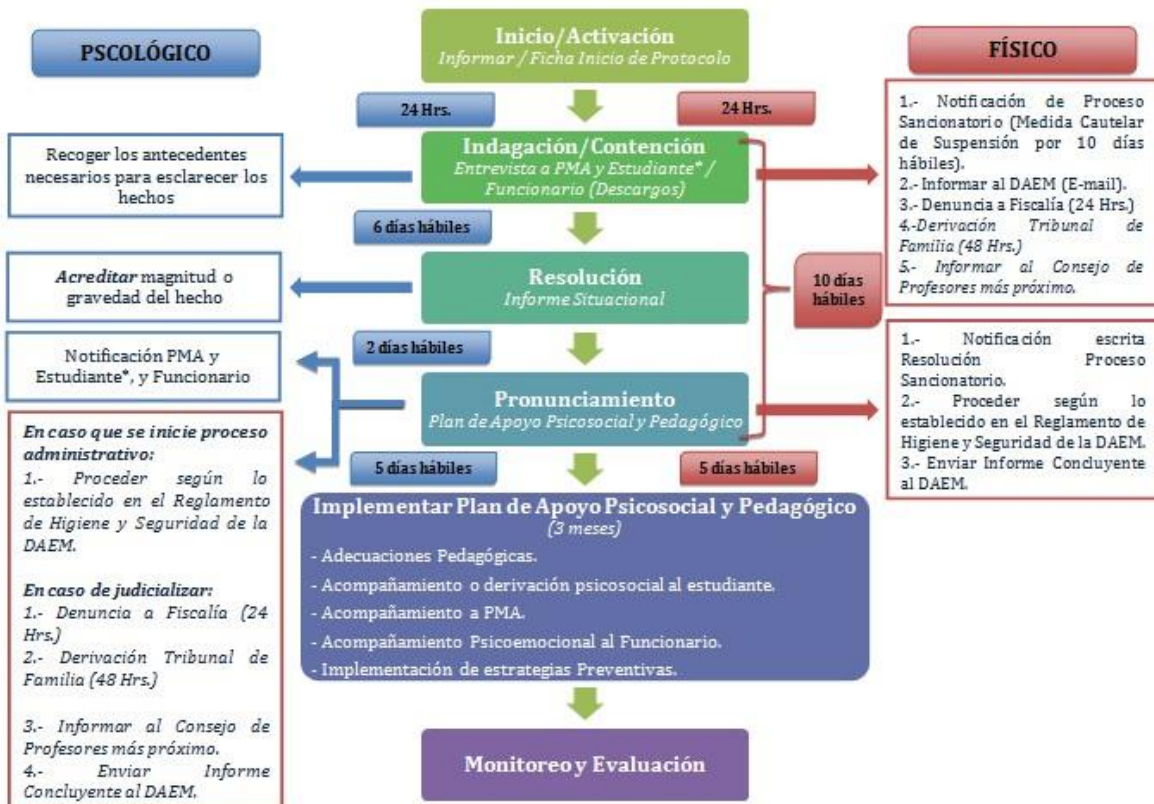 PSCOLÓGICO
Inicio/Activación
Informar / Ficha Inicio de Protocolo
FÍSICO
24 Hrs.
24 Hrs.
Recoger los antecedentes
necesarios para esclarecer los
hechos
Indagación/Contención
Entrevista a PMA y Estudiante* /
Funcionario (Descargos)
1.- Notificación de Proceso
Sancionatorio (Medida Cautelar
de Suspensión por 10 días
hábiles).
2.- Informar al DAEM (E-mail).
3.- Denuncia a Fiscalía (24 Hrs.)
4.-Derivación Tribunal de
Familia (48 Hrs.)
5.- Informar al Consejo de
Profesores más próximo.
6 días hábiles
Acreditar magnitud o
gravedad del hecho
Resolución
Informe Situacional
10 días
hábiles
2 días hábiles
Notificación PMA y
Estudiante*, y Funcionario
Pronunciamiento
Plan de Apoyo Psicosocial y Pedagógico
1.- Notificación escrita
Resolución Proceso
Sancionatorio.
2.- Proceder según lo
establecido en el Reglamento de
Higiene y Seguridad de la DAEM.
3.- Enviar Informe Concluyente
al DAEM.
5 días hábiles
5 días hábiles
En caso que se inicie proceso
administrativo:
1.- Proceder según lo
establecido en el Reglamento
de Higiene y Seguridad de la
DAEM.
En caso de judicializar:
1.- Denuncia a Fiscalía (24
Hrs.)
2.- Derivación Tribunal de
Familia (48 Hrs.)
3.- Informar al Consejo de
Profesores más próximo.
4.- Enviar Informe
Concluyente al DAEM.
Implementar Plan de Apoyo Psicosocial y Pedagógico
(3 meses)
- Adecuaciones Pedagógicas.
- Acompañamiento o derivación psicosocial al estudiante.
- Acompañamiento a PMA.
- Acompañamiento Psicoemocional al Funcionario.
- Implementación de estrategias Preventivas.
Monitoreo y Evaluación